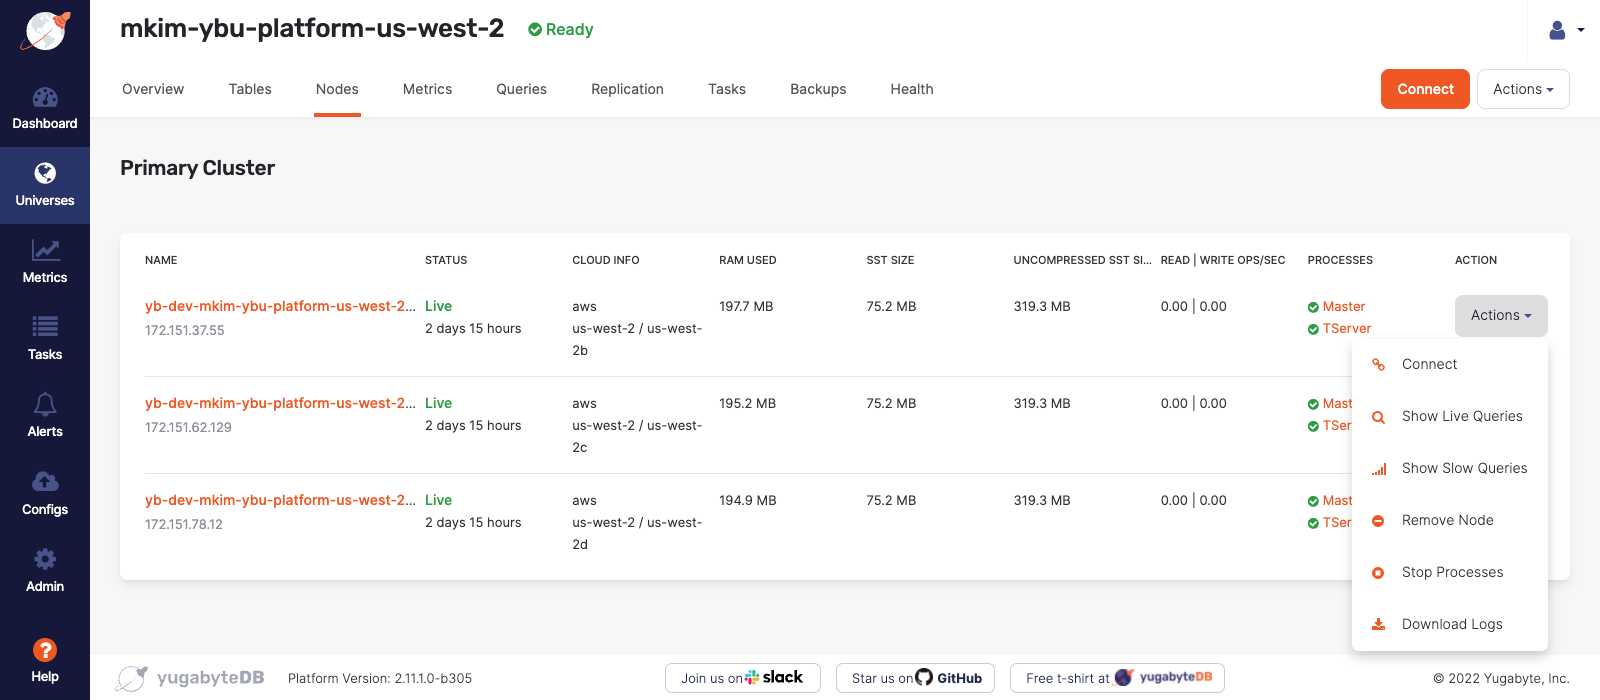 mkim-ybu-platform-us-west-2 Ready
Overview Tables Nodes Metrics Queries Replication Tasks Backups Health Connect Actions
Dashboard
Universes
Metrics
Tasks
Alerts
Configs
Admin
Help
Primary Cluster
NAME STATUS CLOUD INFO RAM USED SST SIZE UNCOMPRESSED SST SI... READ | WRITE OPS/SEC PROCESSES ACTION
yb-dev-mkim-ybu-platform-us-west-2... Live aws 197.7 MB 75.2 MB 319.3 MB 0.00 | 0.00 Master Actions
172.151.37.55 2 days 15 hours us-west-2 / us-west- TServer
2b
yb-dev-mkim-ybu-platform-us-west-2... Live aws 195.2 MB 75.2 MB 319.3 MB 0.00 | 0.00 Mast
172.151.62.129 2 days 15 hours us-west-2 / us-west- TSer
2c
yb-dev-mkim-ybu-platform-us-west-2... Live aws 194.9 MB 75.2 MB 319.3 MB 0.00 | 0.00 Mast
172.151.78.12 2 days 15 hours us-west-2 / us-west- TSer
2d
Connect
Show Live Queries
Show Slow Queries
Remove Node
Stop Processes
Download Logs
yugabyteDB Platform Version: 2.11.1.0-b305 Join us on slack Star us on GitHub Free t-shirt at yugabyteDB © 2022 Yugabyte, Inc.